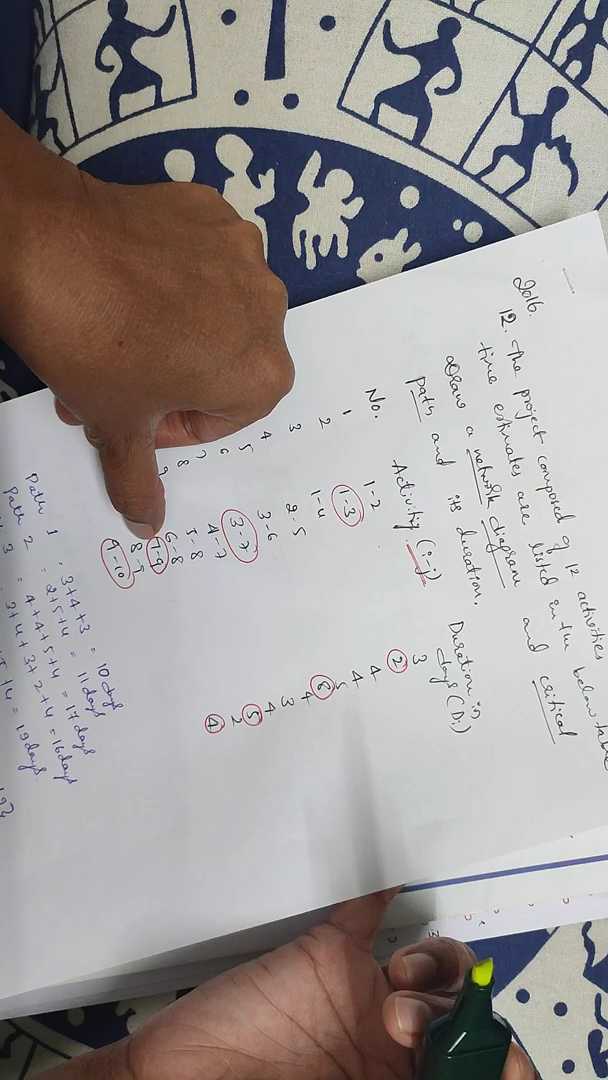 2016.
12. The project composed of 12 activities
time estimates are listed in the below table
Draw a network diagram and critical
path and its duration.
No. Activity (i-j) Duration in days (Di)
1 1-2 3
2 1-3 2
3 1-4 4
4 2-5 4
5 3-6 5
6 3-7 6
7 4-7 4
8 5-8 3
9 6-8 4
7-9 5
8-9 2
9-10 4
Path 1 : 3+4+3 = 10 days
Path 2 = 2+5+4 = 11 days
3 = 4+4+5+4 = 17 days
3+4+3+2+4 = 16 days
+4 = 19 days